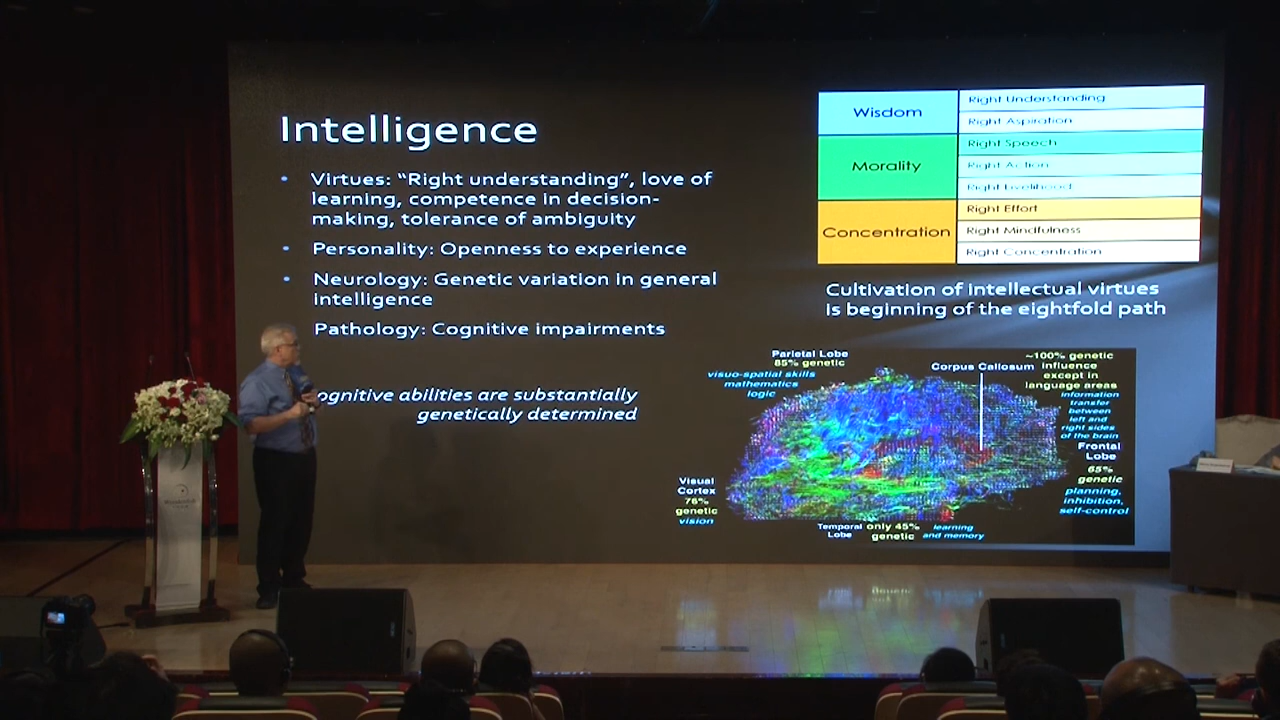 Intelligence
• Virtues: “Right understanding”, love of
learning, competence in decision-
making, tolerance of ambiguity
• Personality: Openness to experience
• Neurology: Genetic variation in general
intelligence
Pathology: Cognitive impairments
ognitive abilities are substantially
genetically determined
Wisdom
Right Understanding
Right Aspiration
Morality
Right Speech
Right Action
Right Livelihood
Concentration
Right Effort
Right Mindfulness
Right Concentration
Cultivation of intellectual virtues
is beginning of the eightfold path
Parietal Lobe
85% genetic
visuo-spatial skills
mathematics
logic
Corpus Callosum
~100% genetic
influence
except in
language areas
information
transfer
between
left and
right sides
of the brain
Frontal
Lobe
65%
genetic
planning,
inhibition,
self-control
Visual
Cortex
76%
genetic
vision
Temporal
Lobe
only 45%
genetic
learning
and memory